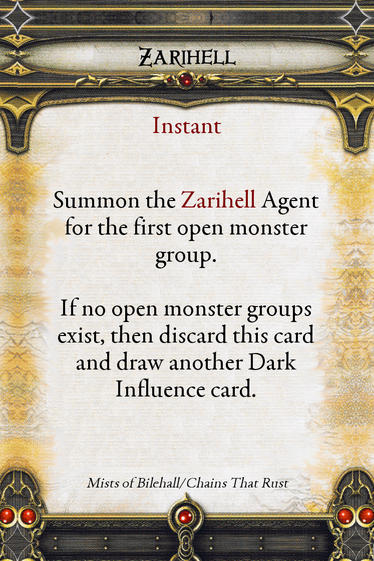 Zarihell
Instant
Summon the Zarihell Agent
for the first open monster
group.
If no open monster groups
exist, then discard this card
and draw another Dark
Influence card.
Mists of Bilehall/Chains That Rust